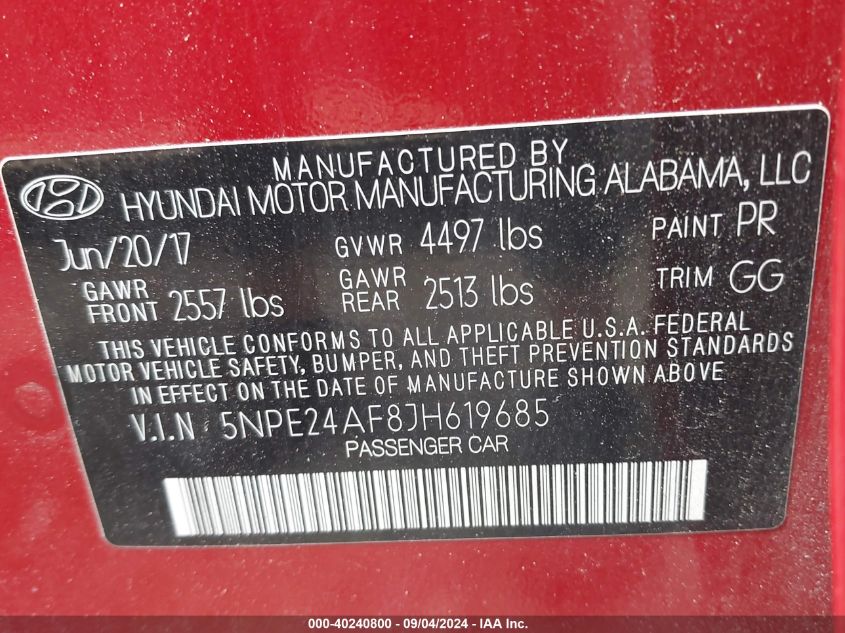 MANUFACTURED BY
HYUNDAI MOTOR MANUFACTURING ALABAMA, LLC
Jun/20/17 GVWR 4497 lbs PAINT PR
GAWR FRONT 2557 lbs GAWR REAR 2513 lbs TRIM GG
THIS VEHICLE CONFORMS TO ALL APPLICABLE U.S.A. FEDERAL
MOTOR VEHICLE SAFETY, BUMPER, AND THEFT PREVENTION STANDARDS
IN EFFECT ON THE DATE OF MANUFACTURE SHOWN ABOVE
V.I.N 5NPE24AF8JH619685
PASSENGER CAR
000-40240800 - 09/04/2024 - IAA Inc.